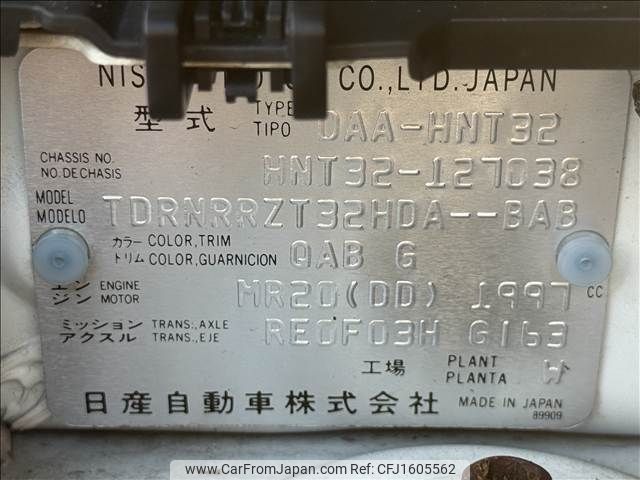 CO.,LTD.JAPAN
型式 TYPE TIPO DAA-HNT32
CHASSIS NO. NO.DECHASIS HNT32-127038
MODEL MODELO TDRNRRZT32HDA--BAB
カラー COLOR,TRIM
トリム COLOR,GUARNICION QAB G
エン ENGINE
ジン MOTOR MR20(DD) 1997 CC
ミッション TRANS.,AXLE
アクスル TRANS.,EJE RE0F03H G163
工場 PLANT PLANTA W
日産自動車株式会社 MADE IN JAPAN
89909
www.CarFromJapan.com - CFJ1605562